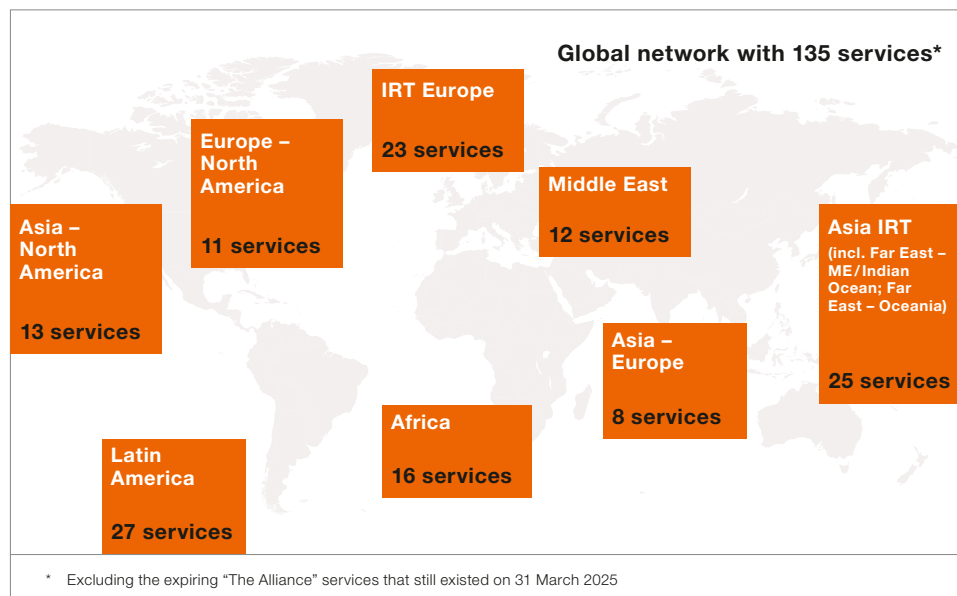 Global network with 135 services*
IRT Europe
23 services
Europe –
North
America
11 services
Middle East
12 services
Asia –
North
America
13 services
Asia IRT
(incl. Far East –
ME/Indian
Ocean; Far
East – Oceania)
25 services
Asia –
Europe
8 services
Africa
16 services
Latin
America
27 services
* Excluding the expiring “The Alliance” services that still existed on 31 March 2025